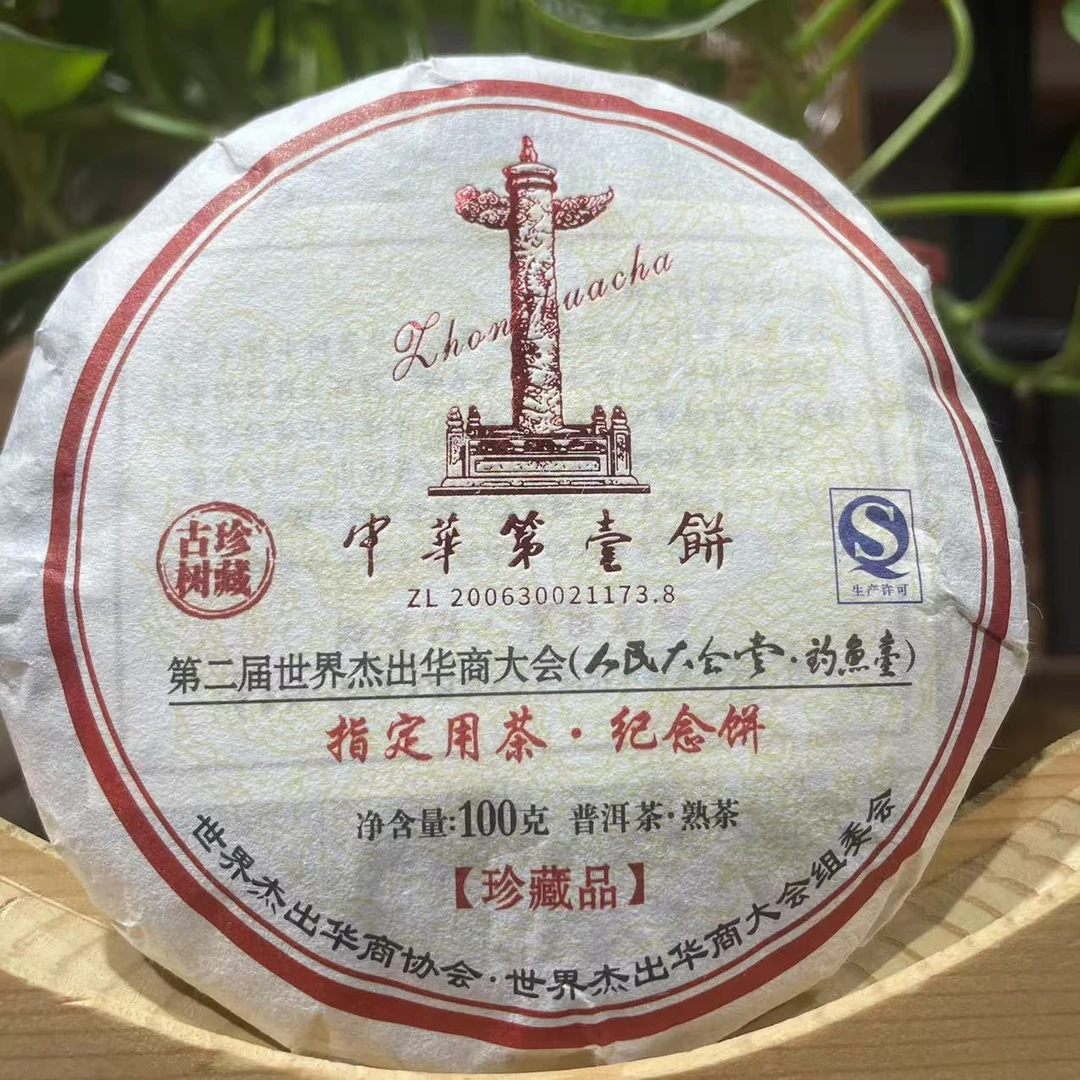 Zhonghuacha
中華第壹餅
ZL 200630021173.8
珍藏
古树
S
生产许可
第二届世界杰出华商大会(人民大会堂·釣魚臺)
指定用茶·纪念饼
净含量:100克 普洱茶·熟茶
【珍藏品】
世界杰出华商协会·世界杰出华商大会组委会